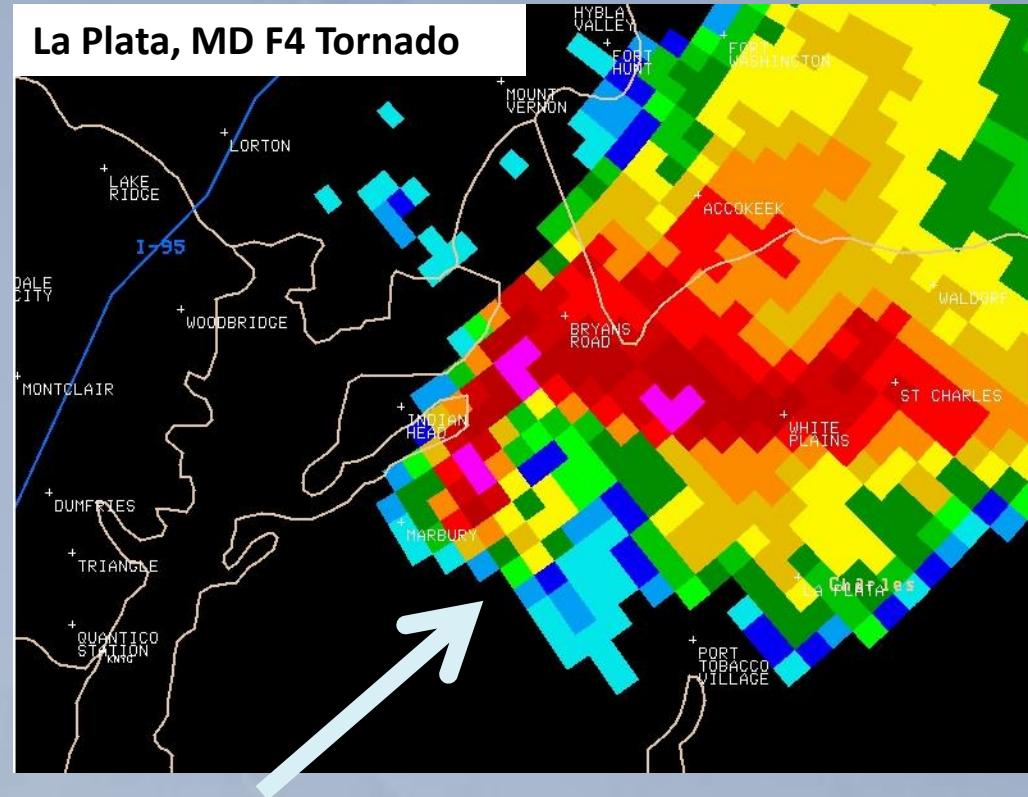 La Plata, MD F4 Tornado
HYBLA
VALLEY
FORT
HUNT
FORT
WASHINGTON
MOUNT
VERNON
LORTON
LAKE
RIDGE
ACCOKEEK
I-95
DALE
CITY
WALDORF
WOODBRIDGE
BRYANS
ROAD
MONTCLAIR
ST CHARLES
INDIAN
HEAD
WHITE
PLAINS
DUMFRIES
MARBURY
TRIANGLE
LA PLATA
Charles
QUANTICO
STATION
KNYG
PORT
TOBACCO
VILLAGE